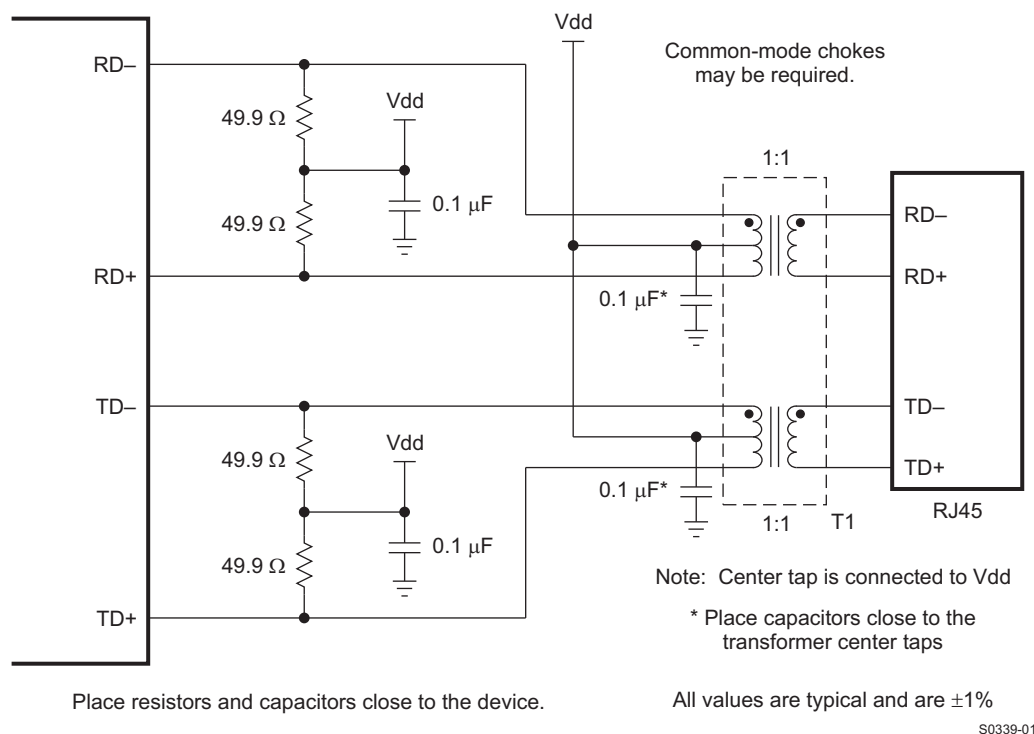 Vdd
Common-mode chokes
may be required.
RD–
49.9 Ω
Vdd
0.1 μF
49.9 Ω
RD+
1:1
RD–
RD+
0.1 μF*
TD–
49.9 Ω
Vdd
0.1 μF
49.9 Ω
TD+
TD–
TD+
0.1 μF*
1:1
T1
RJ45
Note: Center tap is connected to Vdd
* Place capacitors close to the
transformer center taps
Place resistors and capacitors close to the device.
All values are typical and are ±1%
S0339-01